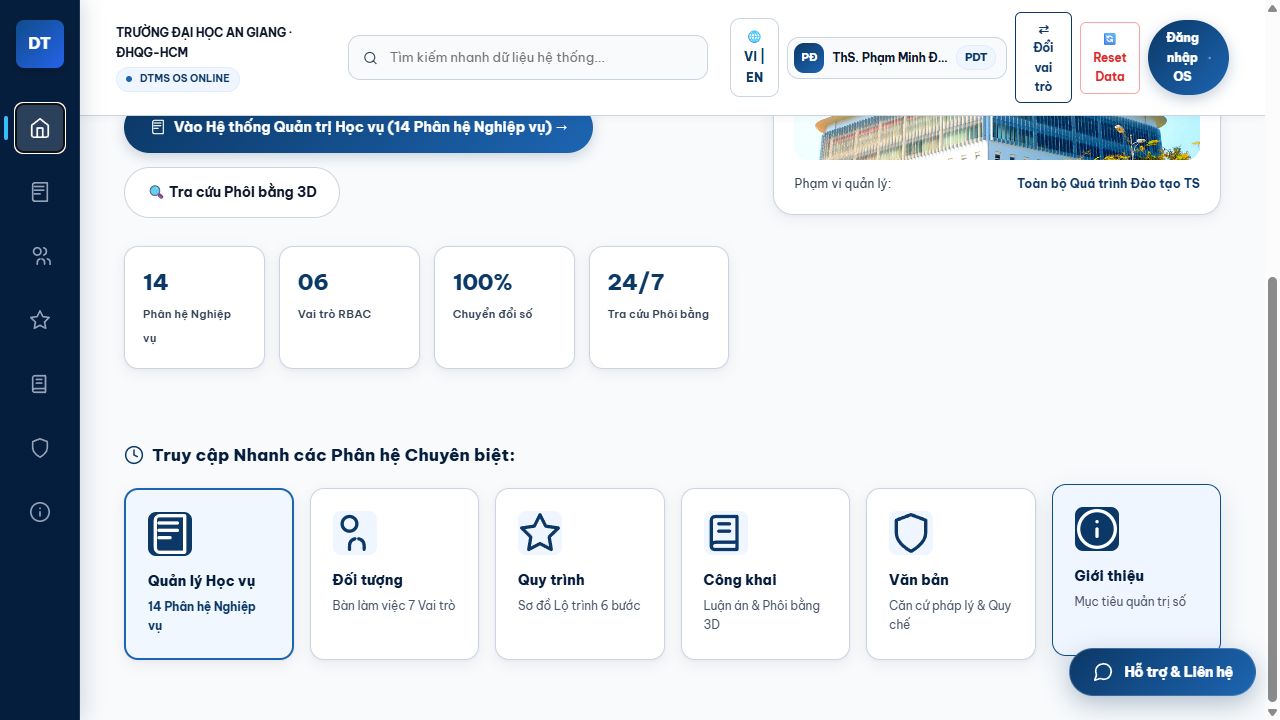 DT
TRƯỜNG ĐẠI HỌC AN GIANG ·
ĐHQG-HCM
DTMS OS ONLINE
Tìm kiếm nhanh dữ liệu hệ thống...
VI |
EN
PĐ
ThS. Phạm Minh Đ...
PDT
Đổi
vai
trò
Reset
Data
Đăng
nhập
OS
Vào Hệ thống Quản trị Học vụ (14 Phân hệ Nghiệp vụ) →
Tra cứu Phôi bằng 3D
Phạm vi quản lý:
Toàn bộ Quá trình Đào tạo TS
14
Phân hệ Nghiệp
vụ
06
Vai trò RBAC
100%
Chuyển đổi số
24/7
Tra cứu Phôi bằng
Truy cập Nhanh các Phân hệ Chuyên biệt:
Quản lý Học vụ
14 Phân hệ Nghiệp
vụ
Đối tượng
Bàn làm việc 7 Vai trò
Quy trình
Sơ đồ Lộ trình 6 bước
Công khai
Luận án & Phôi bằng
3D
Văn bản
Căn cứ pháp lý & Quy
chế
Giới thiệu
Mục tiêu quản trị số
Hỗ trợ & Liên hệ